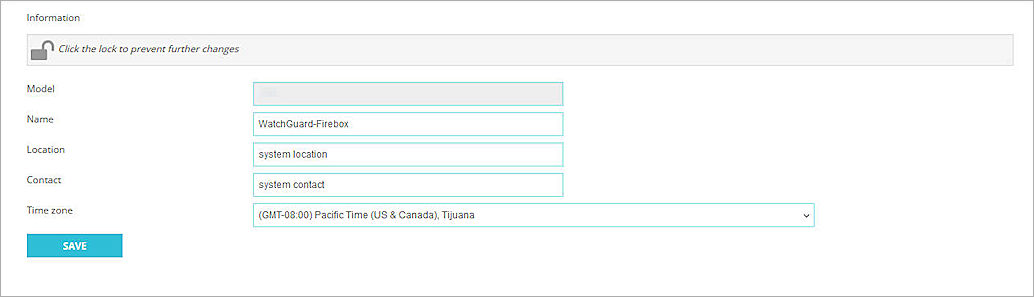 Information
Click the lock to prevent further changes
Model
Name WatchGuard-Firebox
Location system location
Contact system contact
Time zone (GMT-08:00) Pacific Time (US & Canada), Tijuana
SAVE